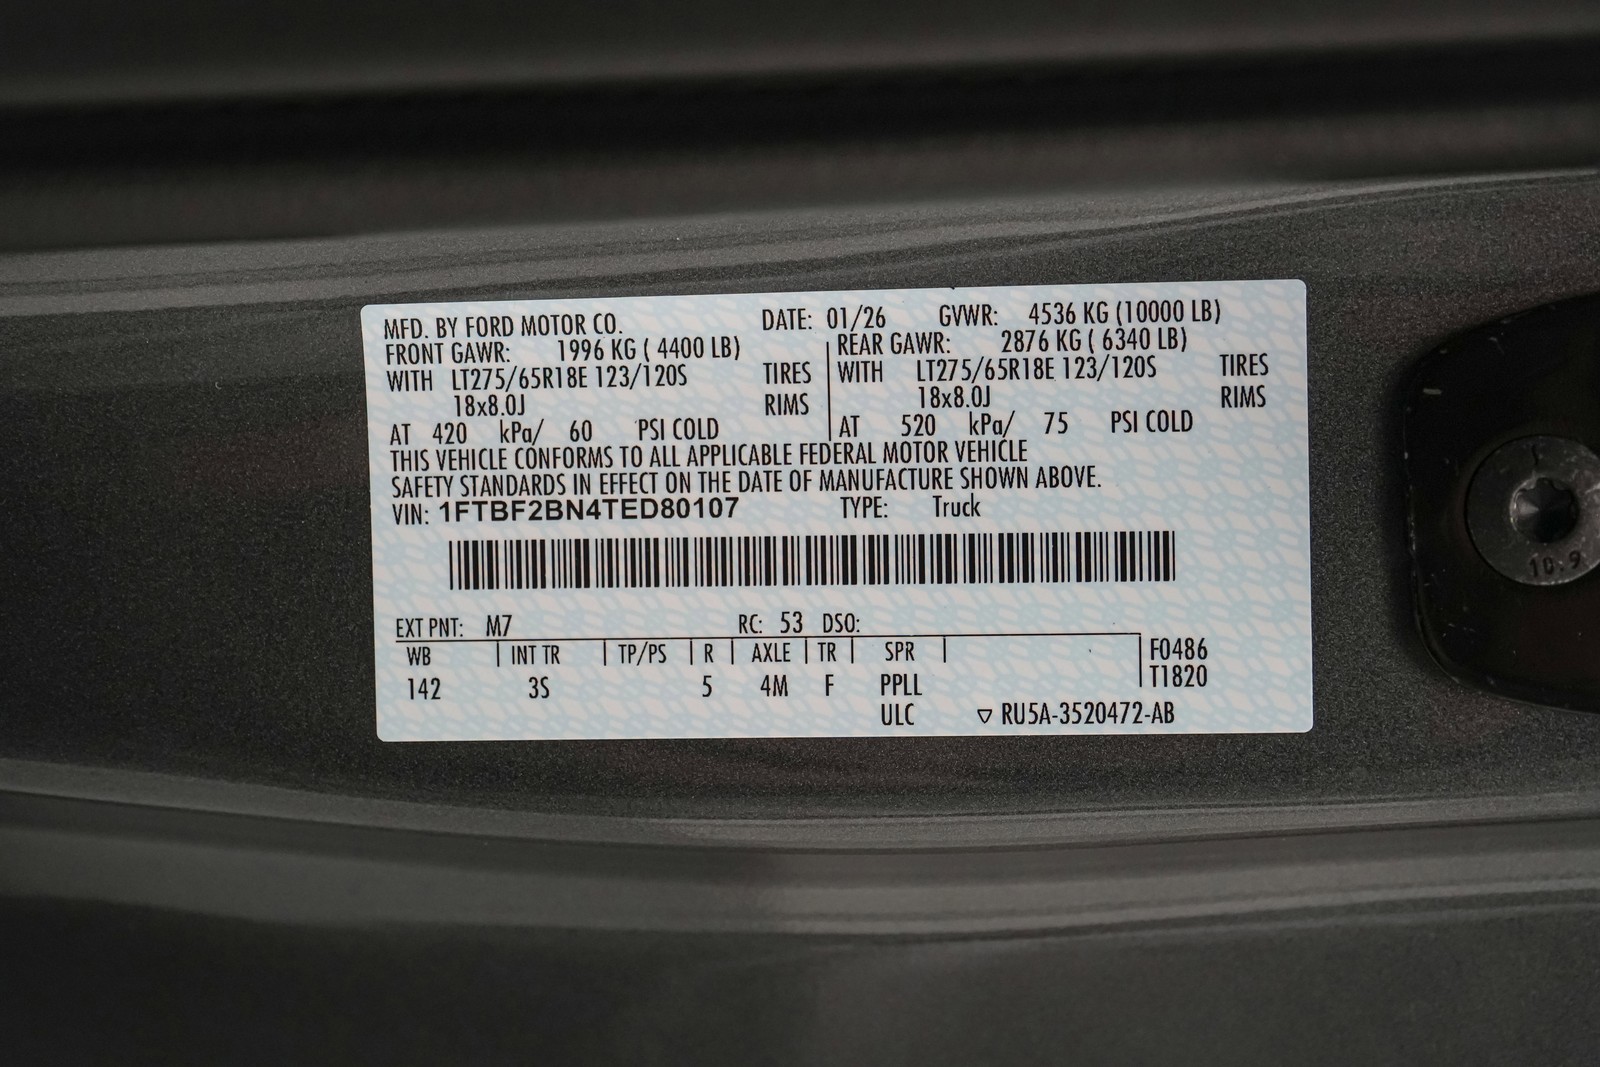 MFD. BY FORD MOTOR CO. DATE: 01/26 GVWR: 4536 KG (10000 LB)
FRONT GAWR: 1996 KG ( 4400 LB) REAR GAWR: 2876 KG ( 6340 LB)
WITH LT275/65R18E 123/120S TIRES WITH LT275/65R18E 123/120S TIRES
18x8.0J RIMS 18x8.0J RIMS
AT 420 kPa/ 60 PSI COLD AT 520 kPa/ 75 PSI COLD
THIS VEHICLE CONFORMS TO ALL APPLICABLE FEDERAL MOTOR VEHICLE
SAFETY STANDARDS IN EFFECT ON THE DATE OF MANUFACTURE SHOWN ABOVE.
VIN: 1FTBF2BN4TED80107 TYPE: Truck
EXT PNT: M7 RC: 53 DSO:
WB INT TR TP/PS R AXLE TR SPR F0486
142 3S 5 4M F PPLL T1820
ULC ▽ RU5A-3520472-AB
10.9